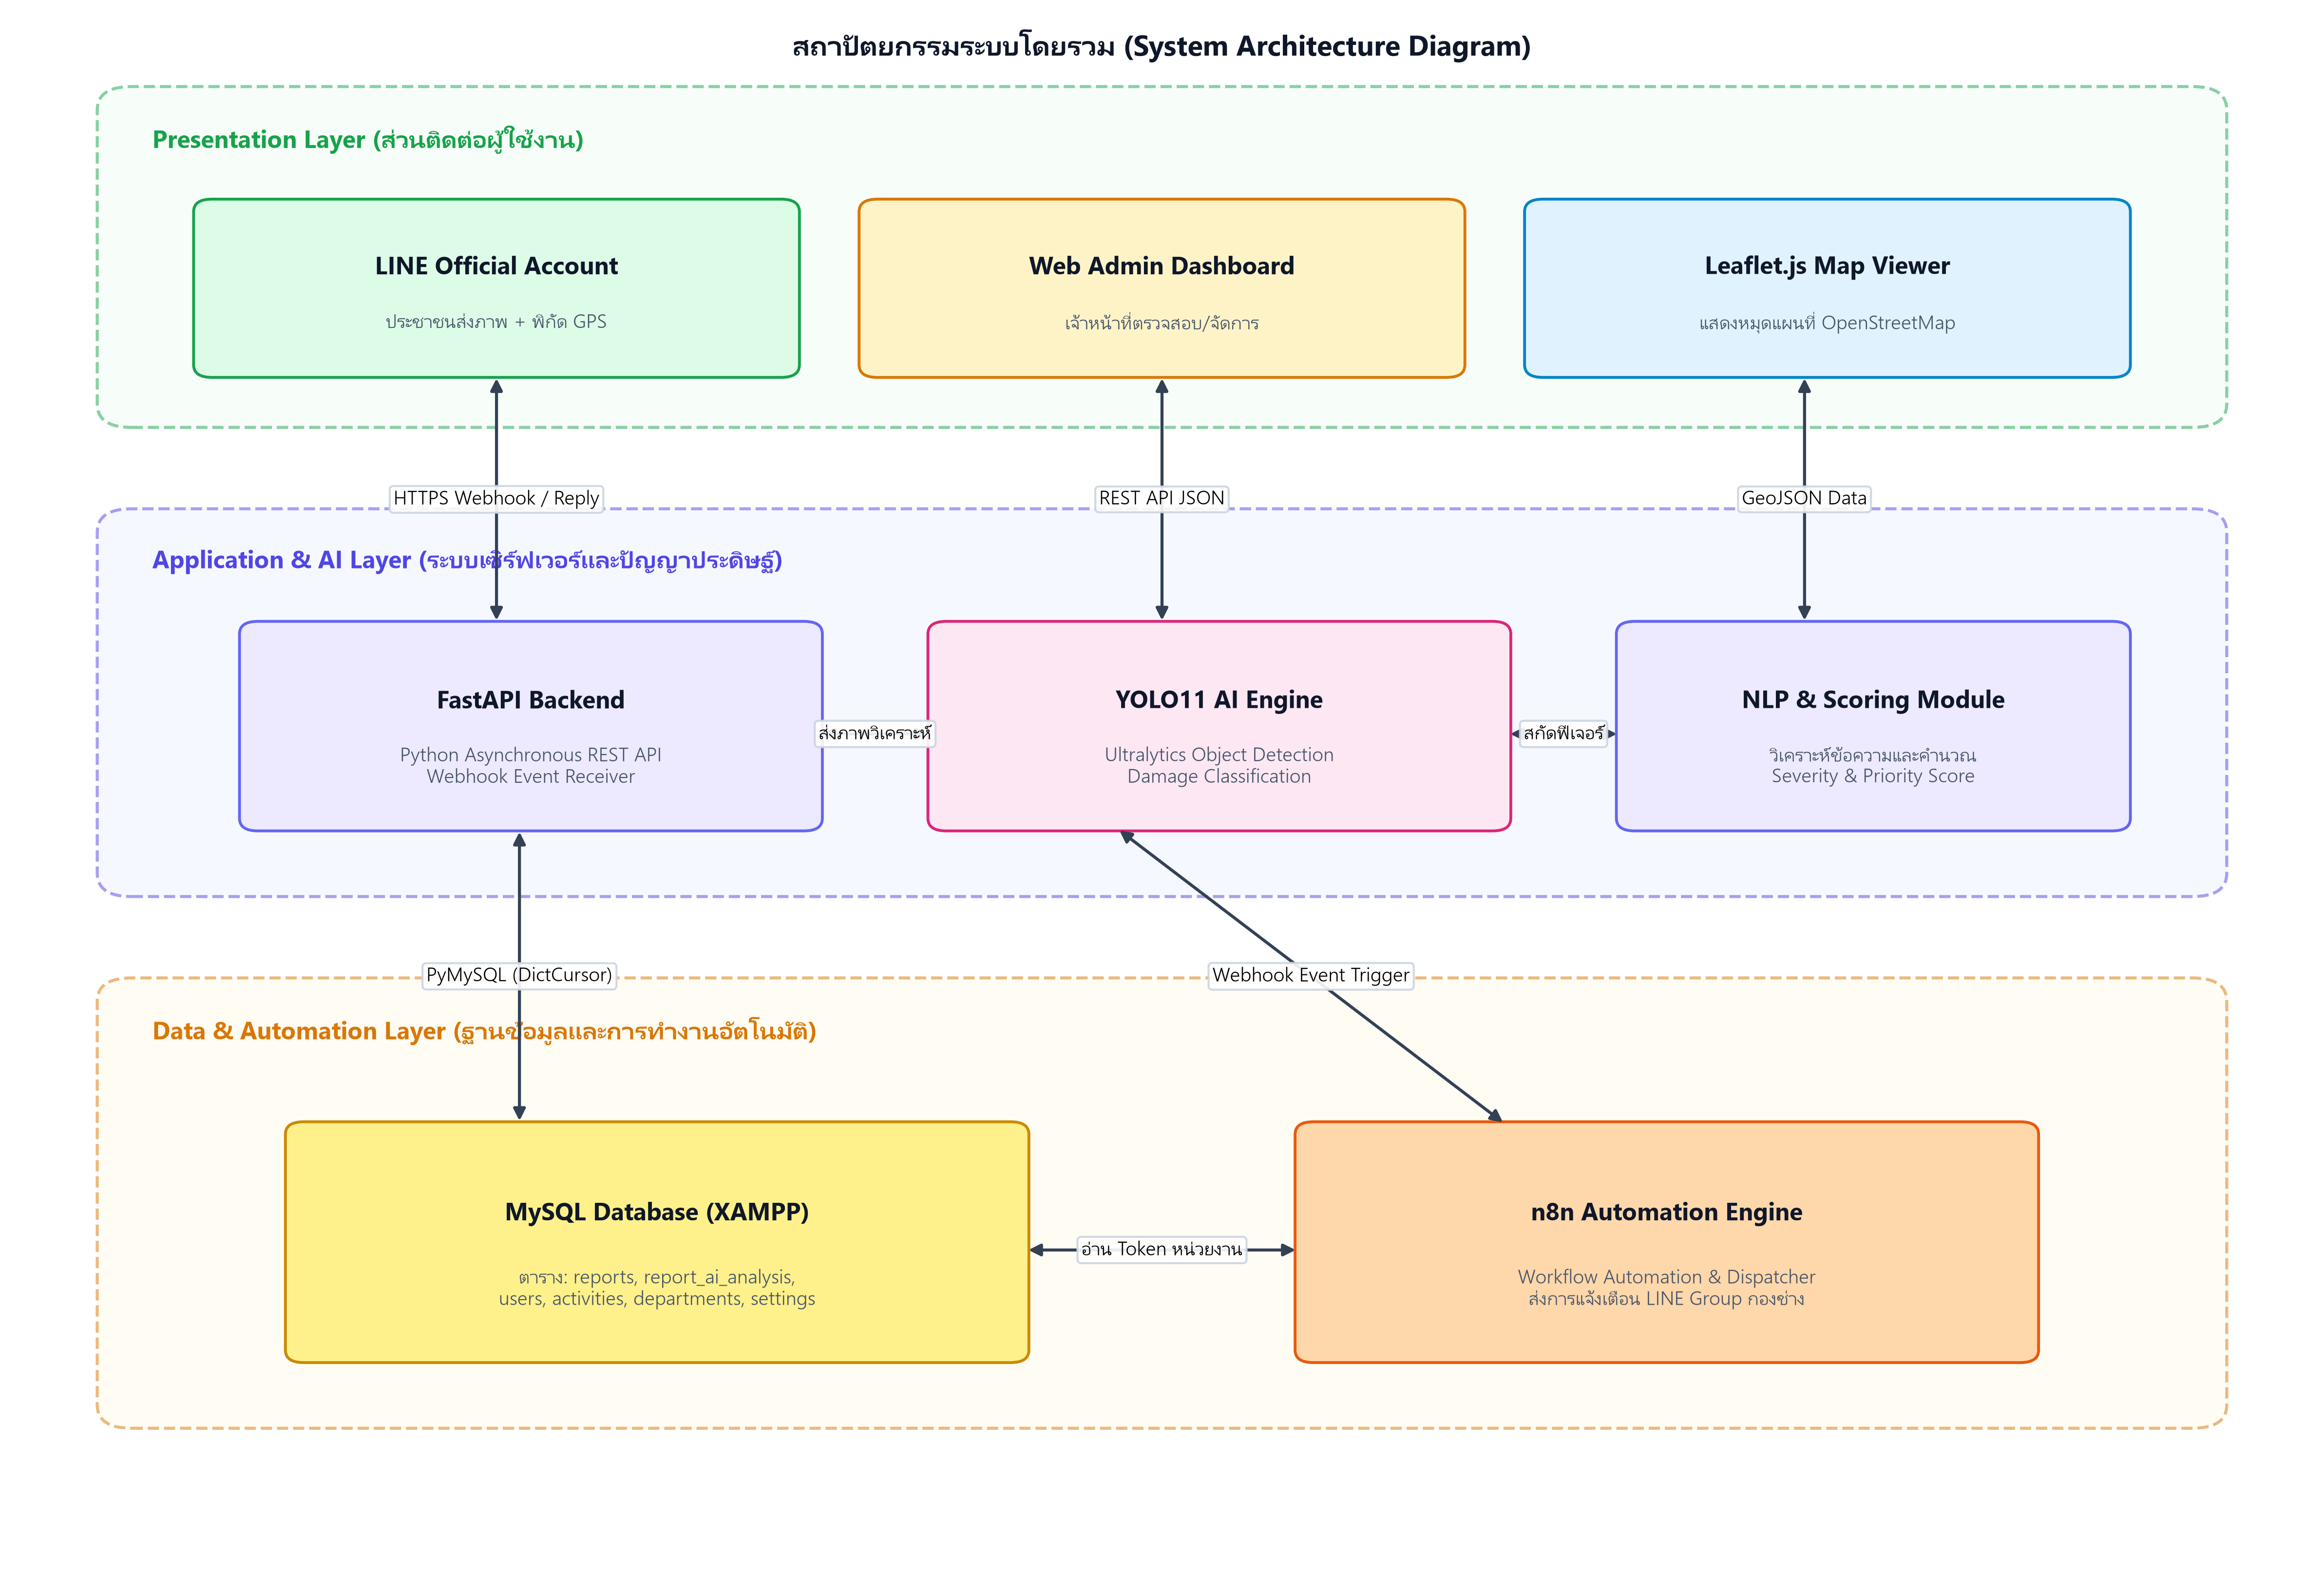 สถาปัตยกรรมระบบโดยรวม (System Architecture Diagram)
Presentation Layer (ส่วนติดต่อผู้ใช้งาน)
LINE Official Account
ประชาชนส่งภาพ + พิกัด GPS
Web Admin Dashboard
เจ้าหน้าที่ตรวจสอบ/จัดการ
Leaflet.js Map Viewer
แสดงหมุดแผนที่ OpenStreetMap
HTTPS Webhook / Reply
REST API JSON
GeoJSON Data
Application & AI Layer (ระบบเซิร์ฟเวอร์และปัญญาประดิษฐ์)
FastAPI Backend
Python Asynchronous REST API
Webhook Event Receiver
ส่งภาพวิเคราะห์
YOLO11 AI Engine
Ultralytics Object Detection
Damage Classification
สกัดฟีเจอร์
NLP & Scoring Module
วิเคราะห์ข้อความและคำนวณ
Severity & Priority Score
PyMySQL (DictCursor)
Webhook Event Trigger
Data & Automation Layer (ฐานข้อมูลและการทำงานอัตโนมัติ)
MySQL Database (XAMPP)
ตาราง: reports, report_ai_analysis,
users, activities, departments, settings
อ่าน Token หน่วยงาน
n8n Automation Engine
Workflow Automation & Dispatcher
ส่งการแจ้งเตือน LINE Group กองช่าง